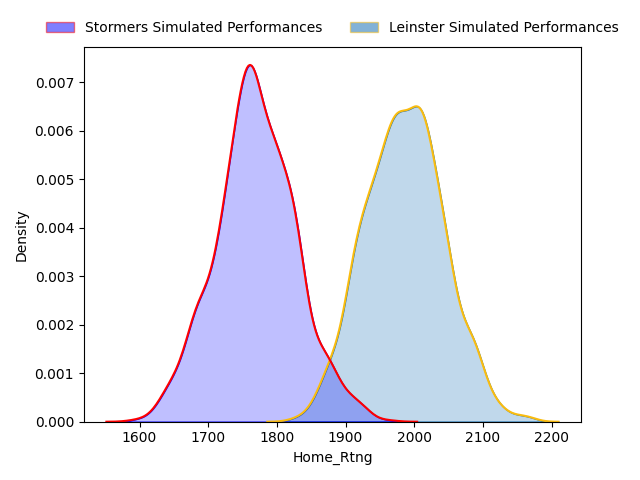 Stormers Simulated Performances Leinster Simulated Performances
0.007
0.006
0.005
0.004
0.003
0.002
0.001
0.000
Density
1600 1700 1800 1900 2000 2100 2200
Home_Rtng